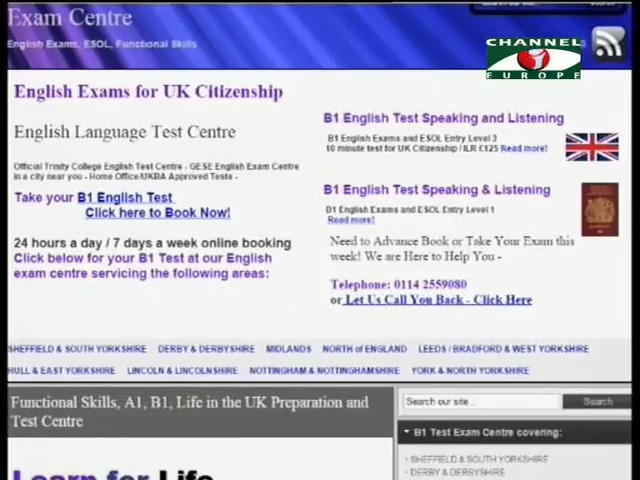 Exam Centre
English Exams, ESOL, Functional Skills
CHANNEL
EUROPE
English Exams for UK Citizenship
English Language Test Centre
Official Trinity College English Test Centre - GESE English Exam Centre
in a city near you - Home Office/UKBA Approved Tests -
Take your B1 English Test
Click here to Book Now!
24 hours a day / 7 days a week online booking
Click below for your B1 Test at our English
exam centre servicing the following areas:
B1 English Test Speaking and Listening
B1 English Exams and ESOL Entry Level 3
10 minute test for UK Citizenship / ILR £125 Read more!
B1 English Test Speaking & Listening
B1 English Exams and ESOL Entry Level 1
Read more!
Need to Advance Book or Take Your Exam this
week! We are Here to Help You -
Telephone: 0114 2559080
or Let Us Call You Back - Click Here
SHEFFIELD & SOUTH YORKSHIRE DERBY & DERBYSHIRE MIDLANDS NORTH of ENGLAND LEEDS / BRADFORD & WEST YORKSHIRE
HULL & EAST YORKSHIRE LINCOLN & LINCOLNSHIRE NOTTINGHAM & NOTTINGHAMSHIRE YORK & NORTH YORKSHIRE
Functional Skills, A1, B1, Life in the UK Preparation and
Test Centre
Learn for Life
Search our site... Search
B1 Test Exam Centre covering:
SHEFFIELD & SOUTH YORKSHIRE
DERBY & DERBYSHIRE